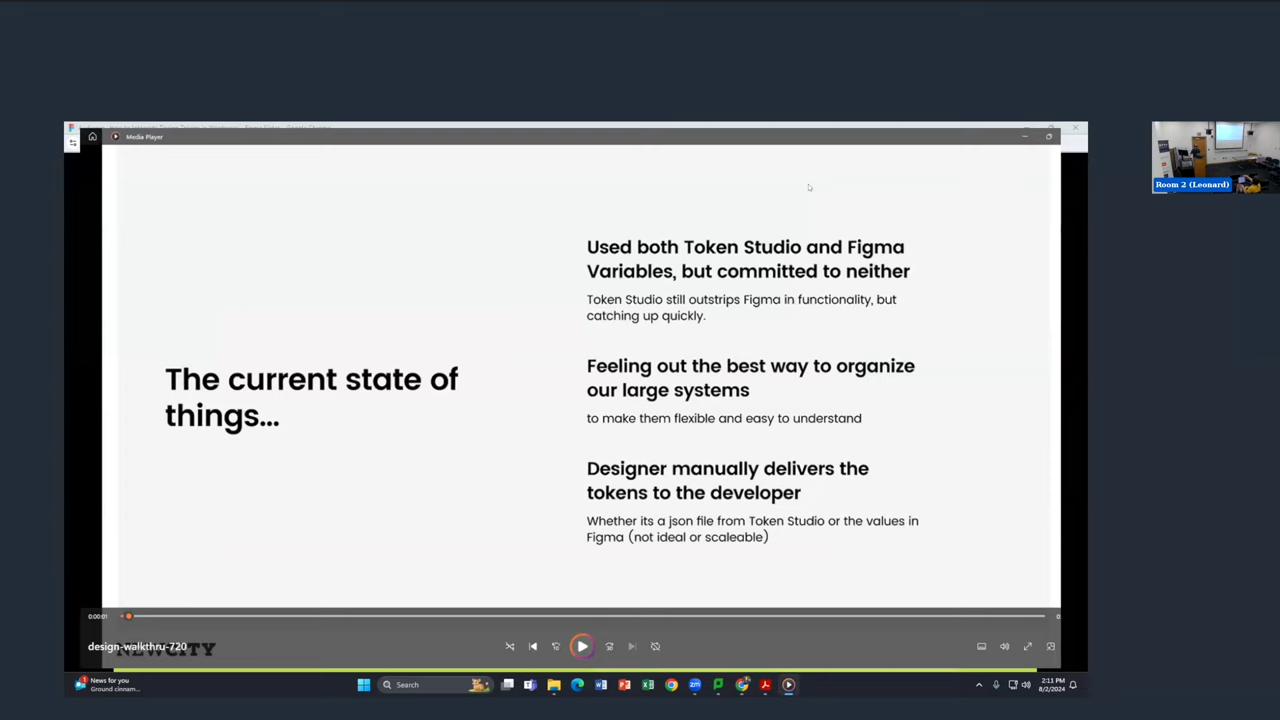 Media Player
Used both Token Studio and Figma
Variables, but committed to neither
Token Studio still outstrips Figma in functionality, but
catching up quickly.
The current state of
things...
Feeling out the best way to organize
our large systems
to make them flexible and easy to understand
Designer manually delivers the
tokens to the developer
Whether its a json file from Token Studio or the values in
Figma (not ideal or scaleable)
Room 2 (Leonard)
0:00:01
design-walkthru-720
NEWCITY
News for you
Ground cinnam...
Search
2:11 PM
8/2/2024